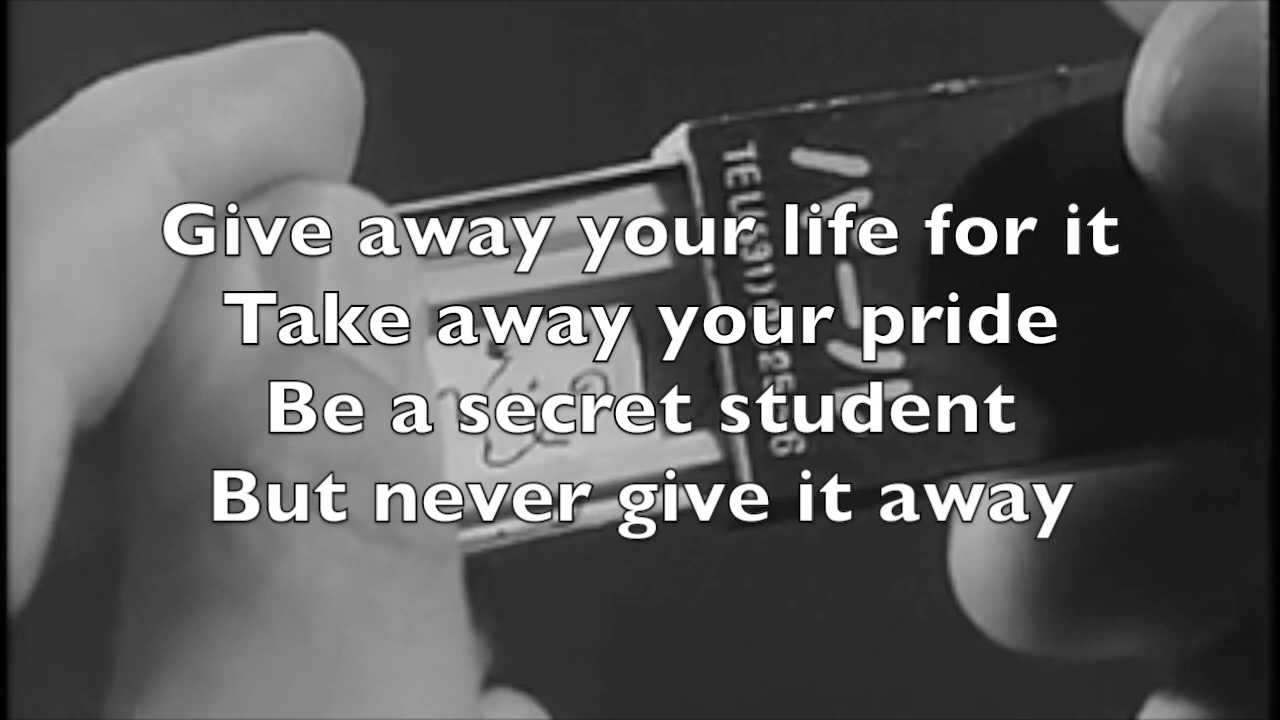 Give away your life for it
Take away your pride
Be a secret student
But never give it away